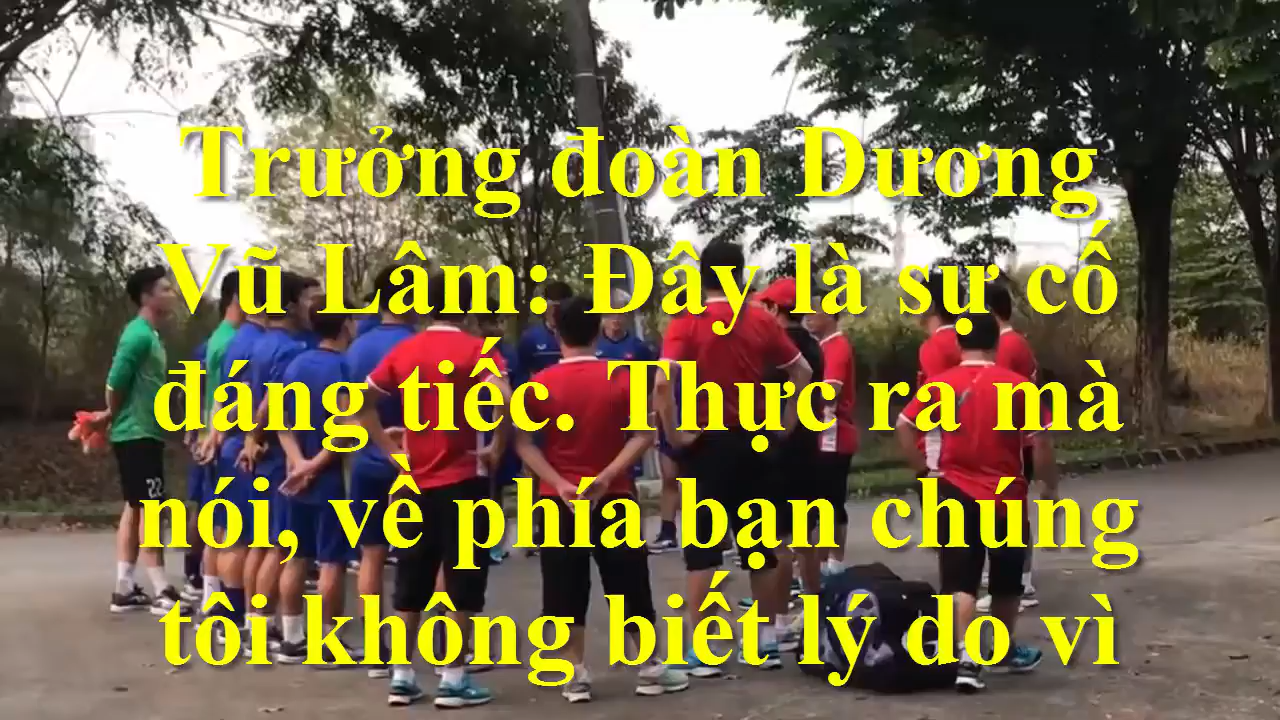 Trưởng đoàn Dương
Vũ Lâm: Đây là sự cố
đáng tiếc. Thực ra mà
nói, về phía bạn chúng
tôi không biết lý do vì
22